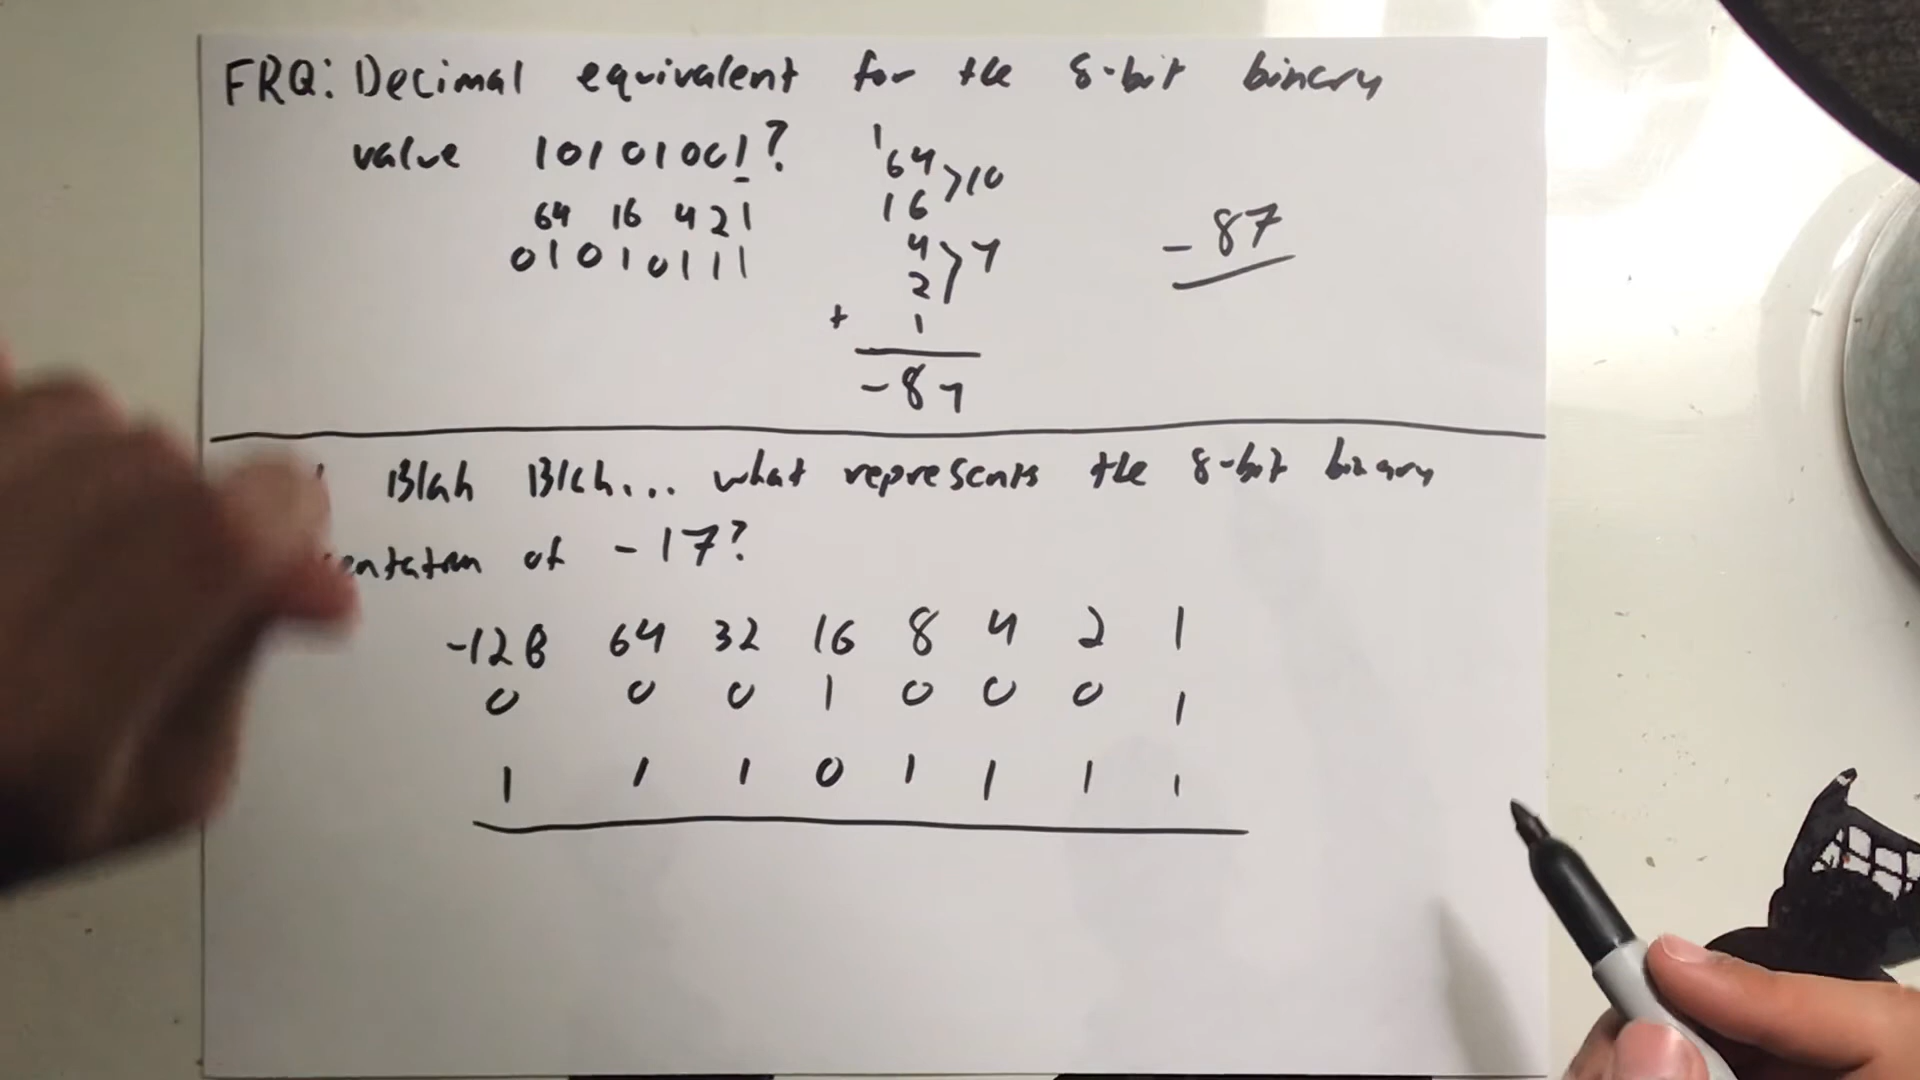 FRQ: Decimal equivalent for the 8-bit binary
value 10101001?
64 16 4 2 1
01010111
1
64 >10
16
4 >7
2
+ 1
-87
-87
Blah Blah... what represents the 8-bit binary
of -17?
-128 64 32 16 8 4 2 1
0 0 0 1 0 0 0 1
1 1 1 0 1 1 1 1